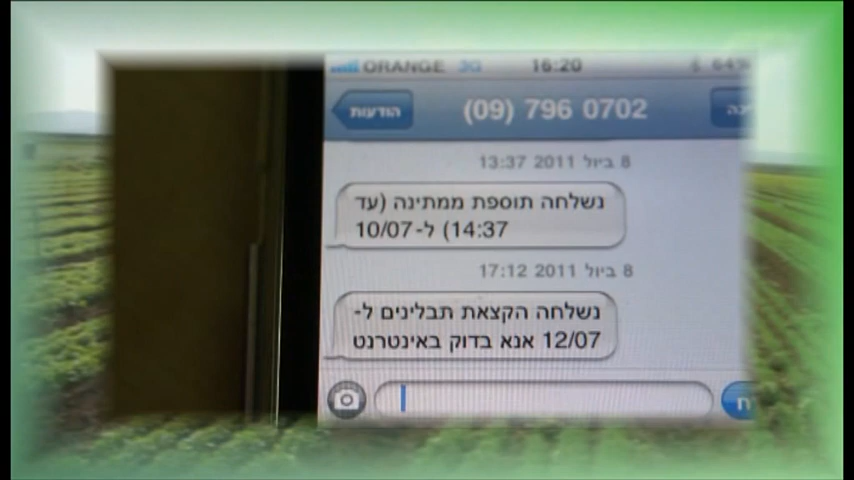 ORANGE 3G 16:20 64%
הודעות (09) 796 0702
8 ביול 2011 13:37
נשלחה תוספת ממתינה (עד
14:37) ל-10/07
8 ביול 2011 17:12
נשלחה הקצאת תבלינים ל-
12/07 אנא בדוק באינטרנט